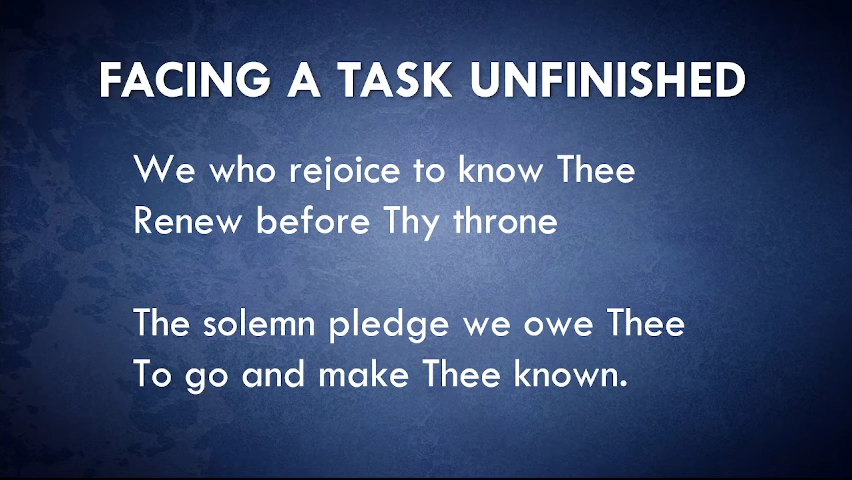 FACING A TASK UNFINISHED
We who rejoice to know Thee
Renew before Thy throne
The solemn pledge we owe Thee
To go and make Thee known.